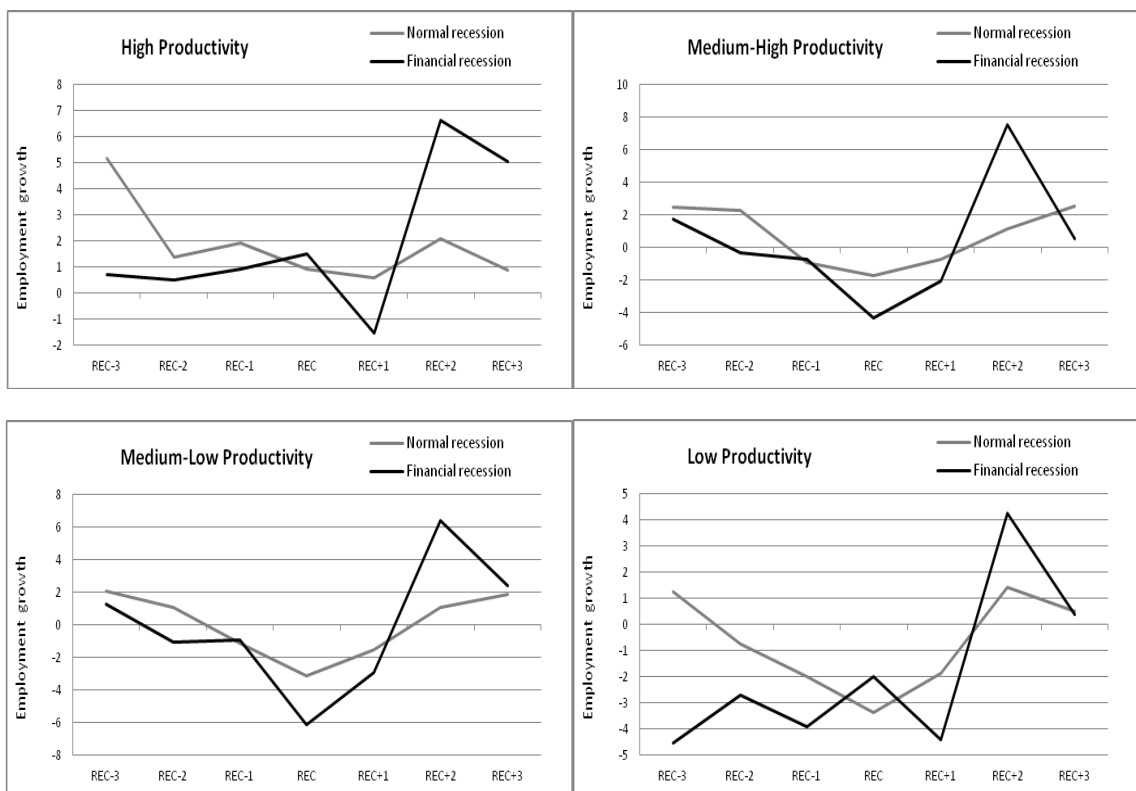 High Productivity
Normal recession
Financial recession
Employment growth
8
7
6
5
4
3
2
1
0
-1
-2
REC-3 REC-2 REC-1 REC REC+1 REC+2 REC+3
Medium-High Productivity
Normal recession
Financial recession
Employment growth
10
8
6
4
2
0
-2
-4
-6
REC-3 REC-2 REC-1 REC REC+1 REC+2 REC+3
Medium-Low Productivity
Normal recession
Financial recession
Employment growth
8
6
4
2
0
-2
-4
-6
-8
REC-3 REC-2 REC-1 REC REC+1 REC+2 REC+3
Low Productivity
Normal recession
Financial recession
Employment growth
5
4
3
2
1
0
-1
-2
-3
-4
-5
REC-3 REC-2 REC-1 REC REC+1 REC+2 REC+3